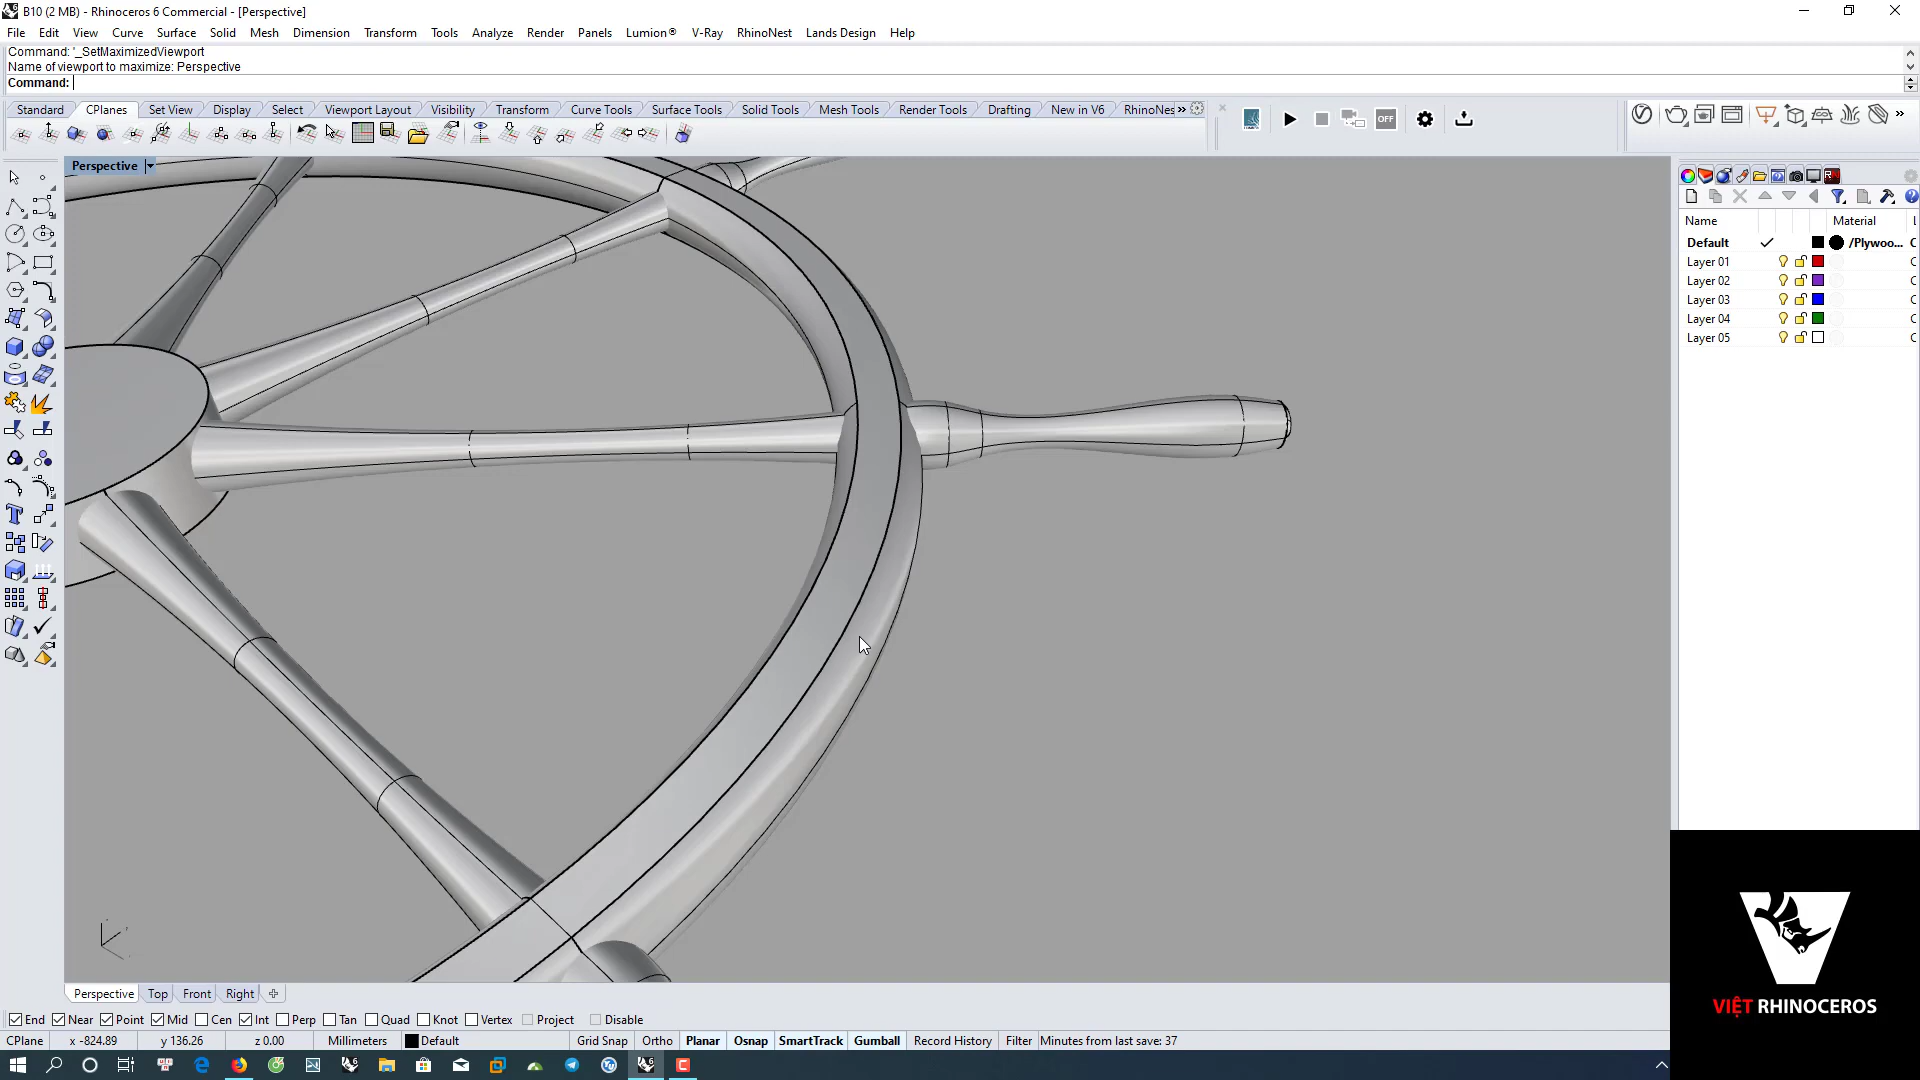 B10 (2 MB) - Rhinoceros 6 Commercial - [Perspective]
File Edit View Curve Surface Solid Mesh Dimension Transform Tools Analyze Render Panels Lumion® V-Ray RhinoNest Lands Design Help
Command: '_SetMaximizedViewport
Name of viewport to maximize: Perspective
Command:
Standard CPlanes Set View Display Select Viewport Layout Visibility Transform Curve Tools Surface Tools Solid Tools Mesh Tools Render Tools Drafting New in V6 RhinoNes »
OFF
Perspective
Name Material L
Default /Plywoo... C
Layer 01 C
Layer 02 C
Layer 03 C
Layer 04 C
Layer 05 C
VIỆT RHINOCEROS
Perspective Top Front Right
End Near Point Mid Cen Int Perp Tan Quad Knot Vertex Project Disable
CPlane x -824.89 y 136.26 z 0.00 Millimeters Default Grid Snap Ortho Planar Osnap SmartTrack Gumball Record History Filter Minutes from last save: 37